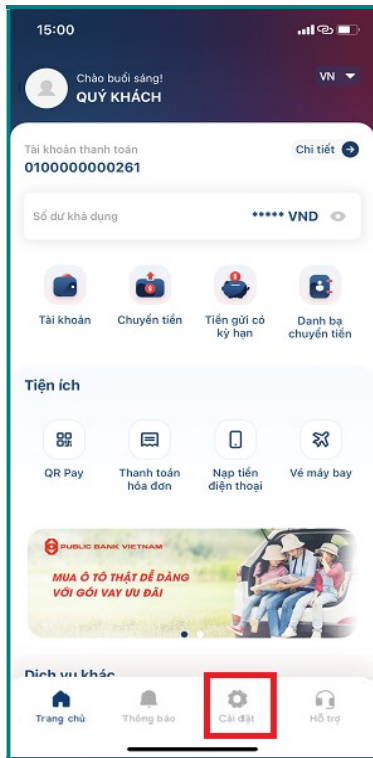 15:00
Chào buổi sáng!
VN
QUÝ KHÁCH
Tài khoản thanh toán
Chi tiết
0100000000261
Số dư khả dụng
***** VND
Tài khoản
Chuyển tiền
Tiền gửi có
kỳ hạn
Danh bạ
chuyển tiền
Tiện ích
QR Pay
Thanh toán
hóa đơn
Nạp tiền
điện thoại
Vé máy bay
PUBLIC BANK VIETNAM
MUA Ô TÔ THẬT DỄ DÀNG
VỚI GÓI VAY ƯU ĐÃI
Dịch vụ khác
Trang chủ
Thông báo
Cài đặt
Hỗ trợ